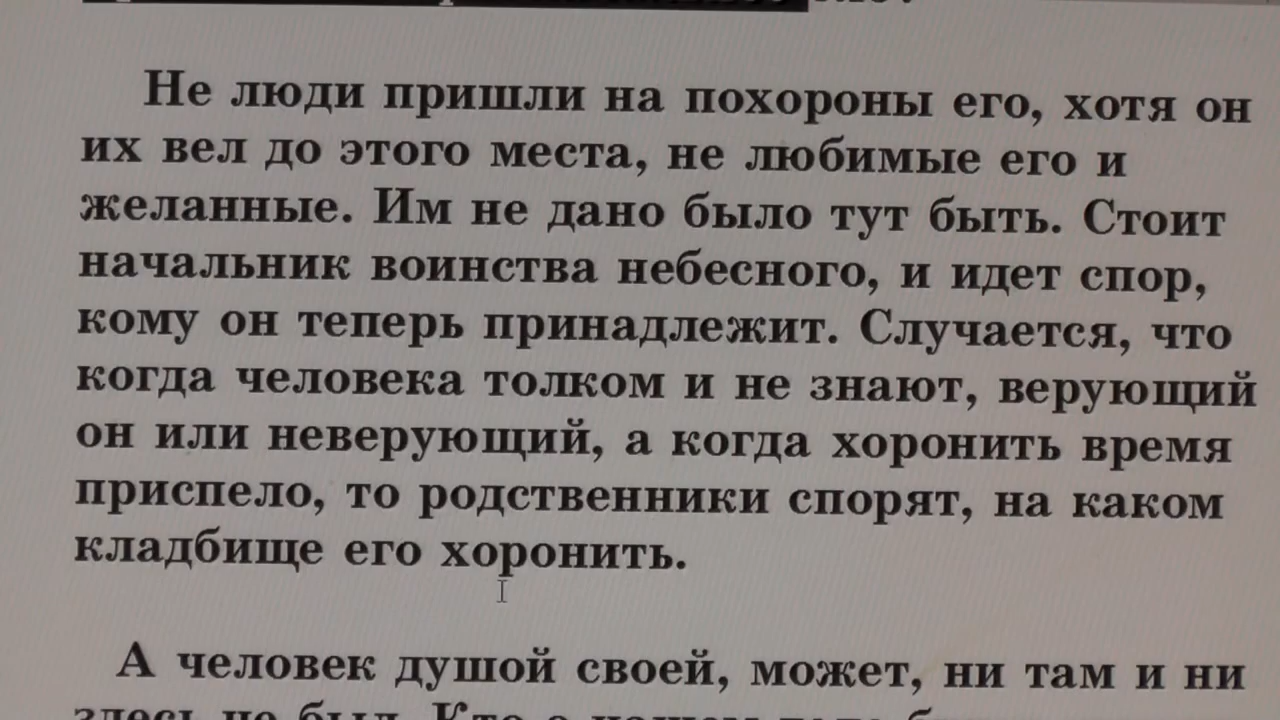 Не люди пришли на похороны его, хотя он
их вел до этого места, не любимые его и
желанные. Им не дано было тут быть. Стоит
начальник воинства небесного, и идет спор,
кому он теперь принадлежит. Случается, что
когда человека толком и не знают, верующий
он или неверующий, а когда хоронить время
приспело, то родственники спорят, на каком
кладбище его хоронить.
А человек душой своей, может, ни там и ни
здесь не был.